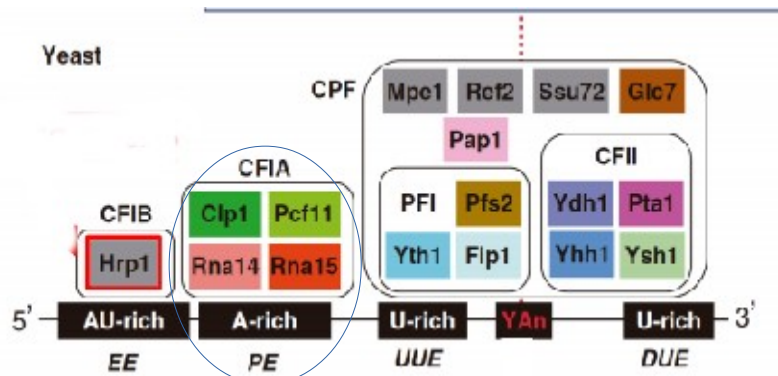 Yeast
CPF
Mpe1 Ref2 Ssu72 Glc7
Pap1
CFIA
CFII
CFIB
Clp1 Pcf11
PFI Pfs2
Ydh1 Pta1
Hrp1
Rna14 Rna15
Yth1 Fip1
Yhh1 Ysh1
5’ AU-rich A-rich U-rich YAn U-rich 3’
EE PE UUE DUE